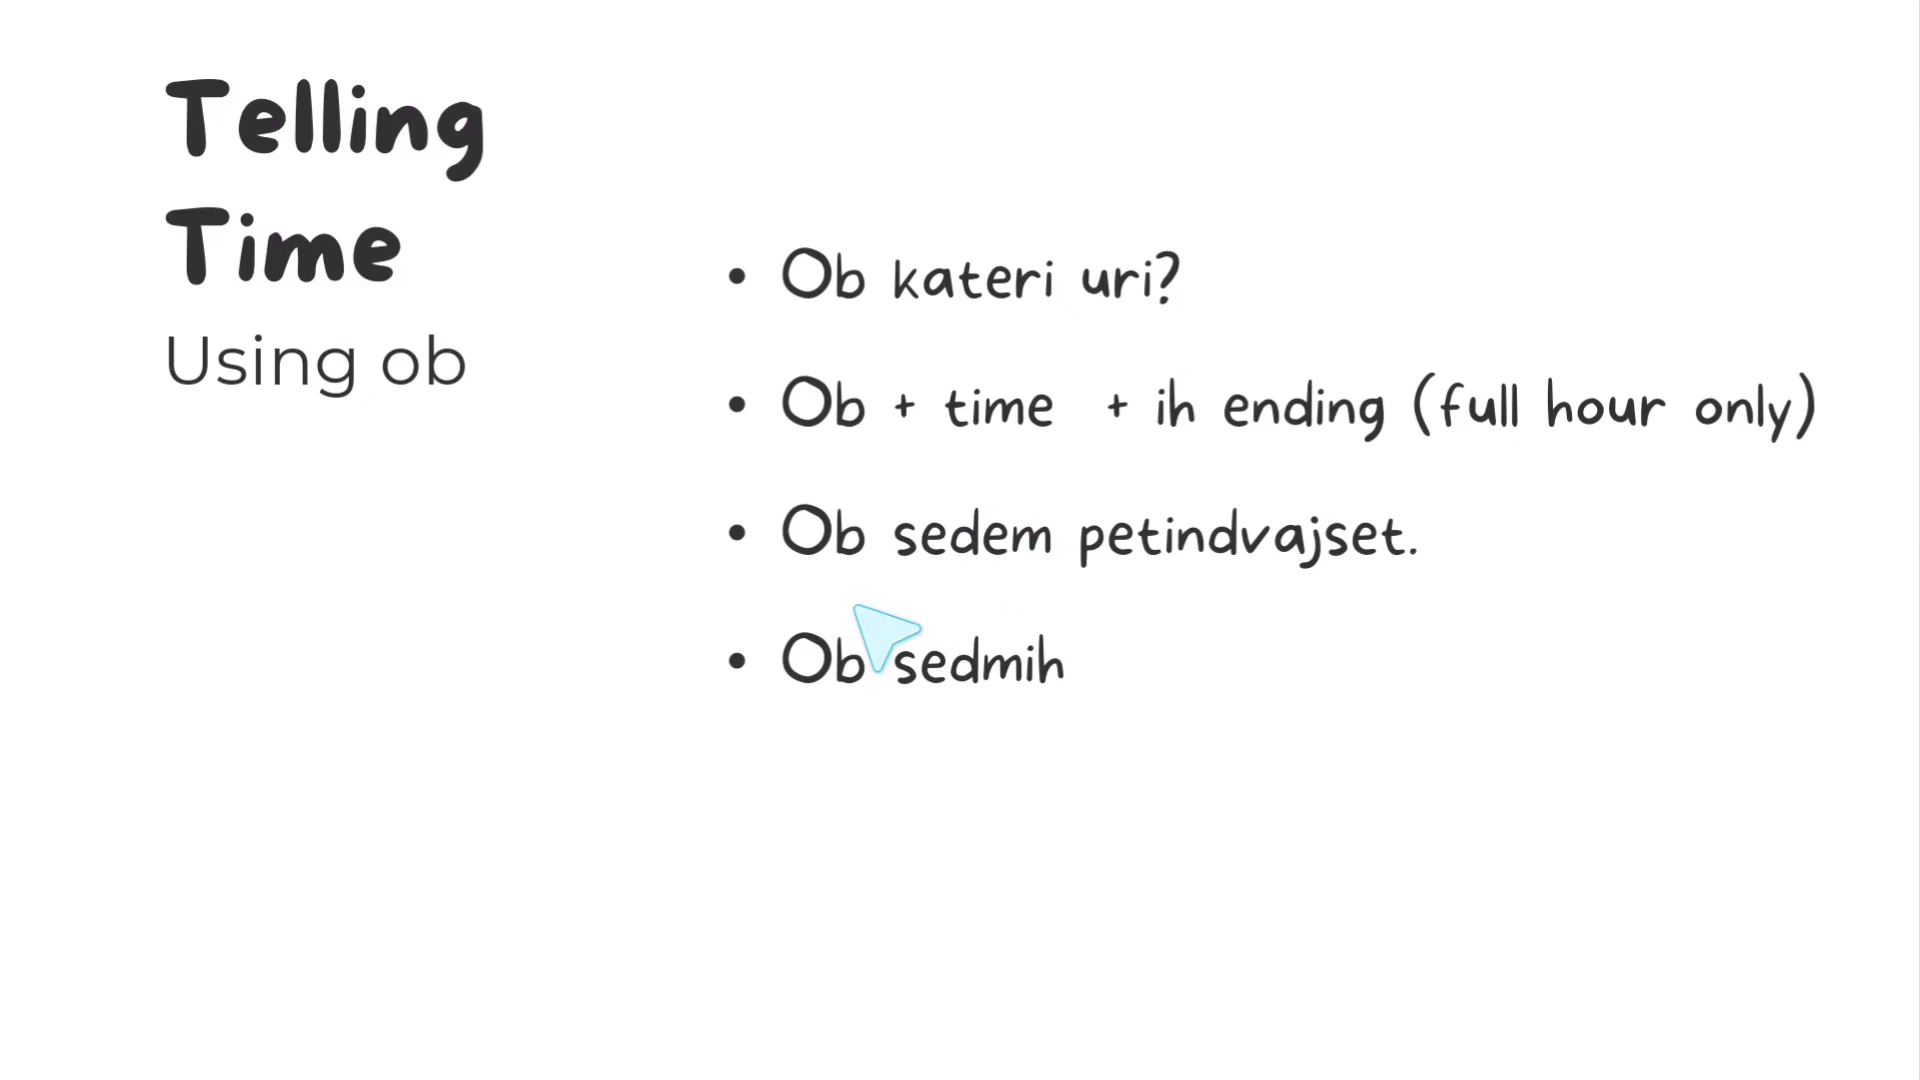 Telling
Time
Using ob
• Ob kateri uri?
• Ob + time + ih ending (full hour only)
• Ob sedem petindvajset.
• Ob sedmih